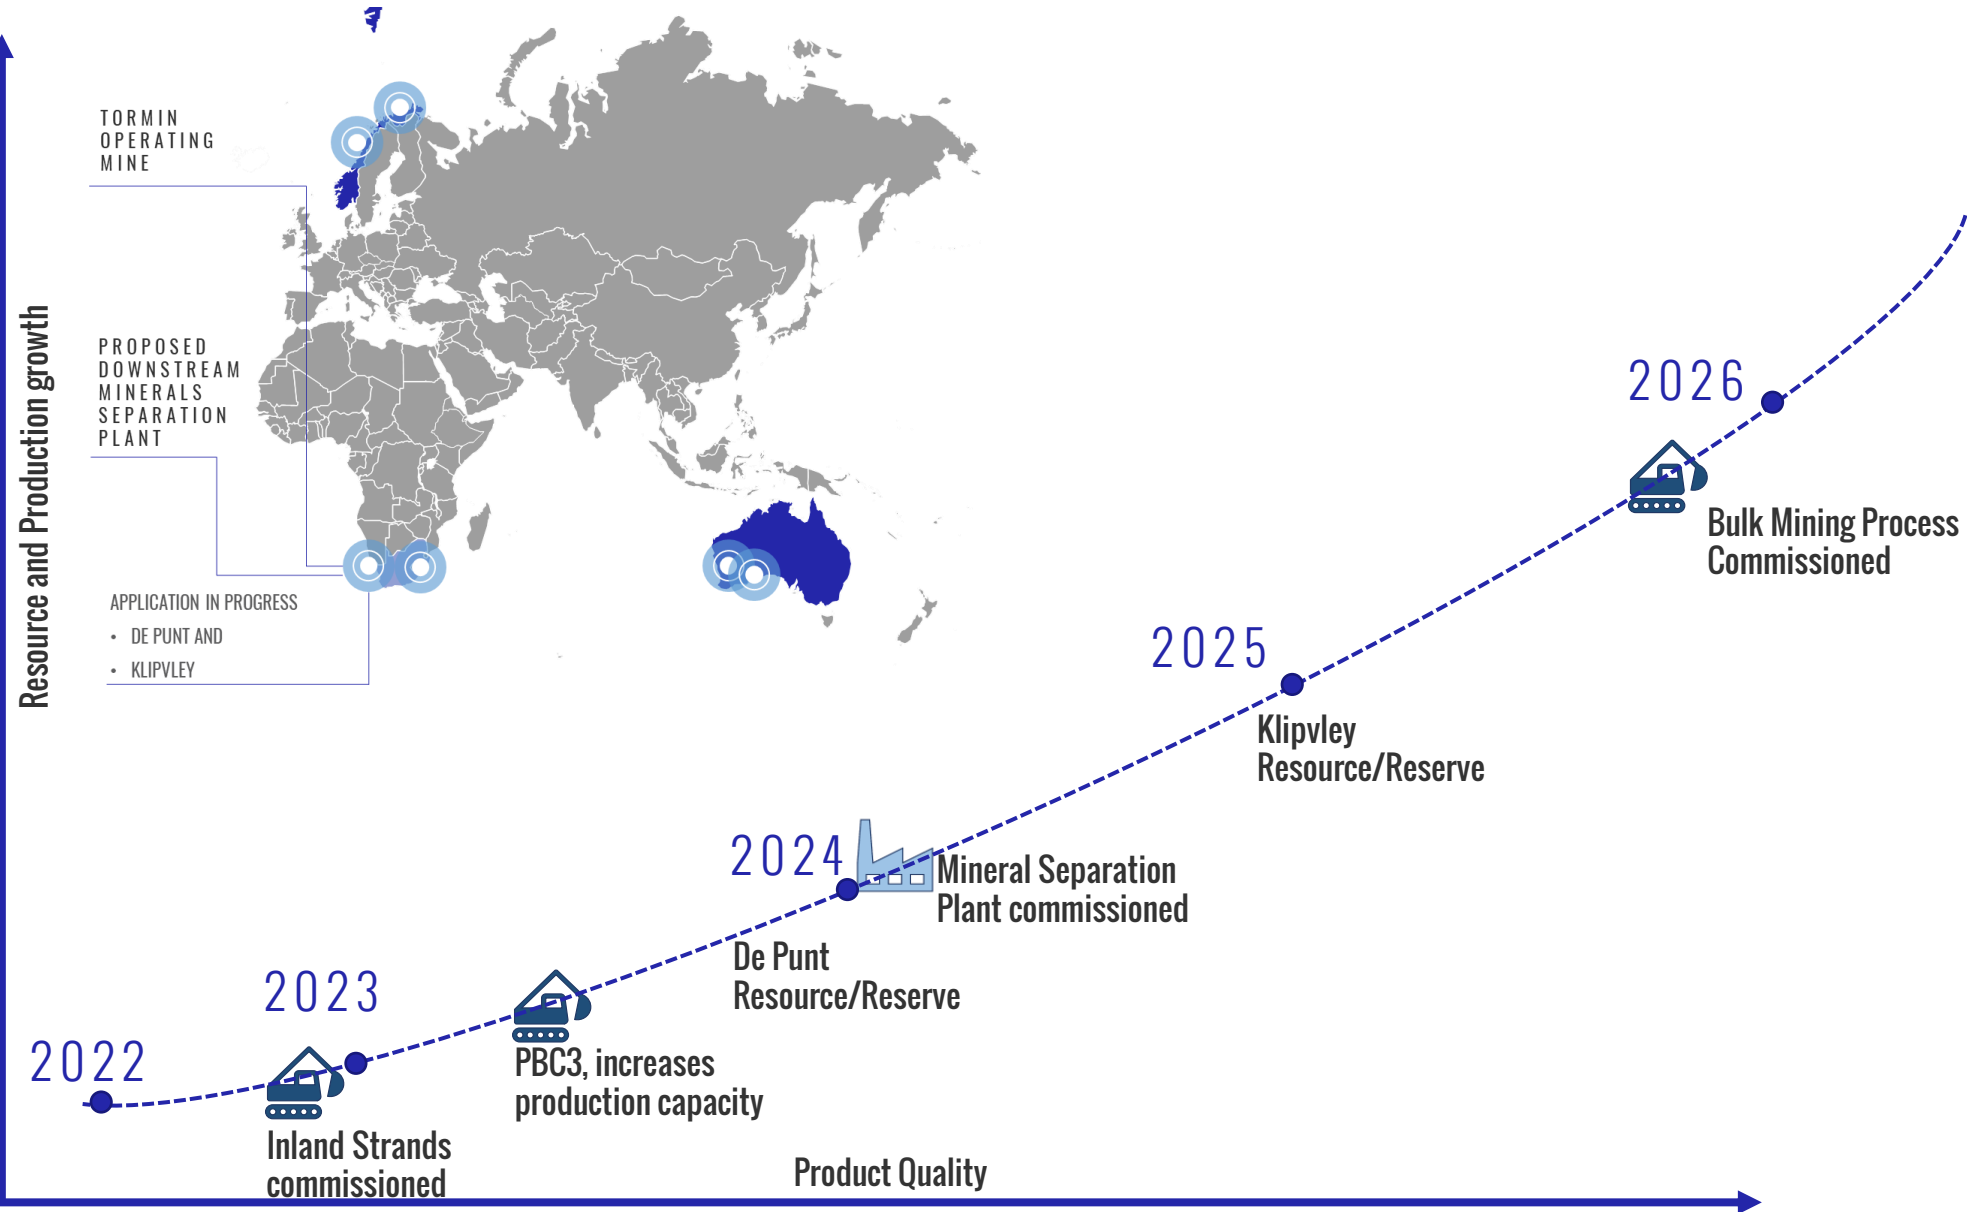 TORMIN
OPERATING
MINE
PROPOSED
DOWNSTREAM
MINERALS
SEPARATION
PLANT
APPLICATION IN PROGRESS
• DE PUNT AND
• KLIPVLEY
Resource and Production growth
2026
Bulk Mining Process
Commissioned
2025
Klipvley
Resource/Reserve
2024
Mineral Separation
Plant commissioned
De Punt
Resource/Reserve
2023
PBC3, increases
production capacity
2022
Inland Strands
commissioned
Product Quality